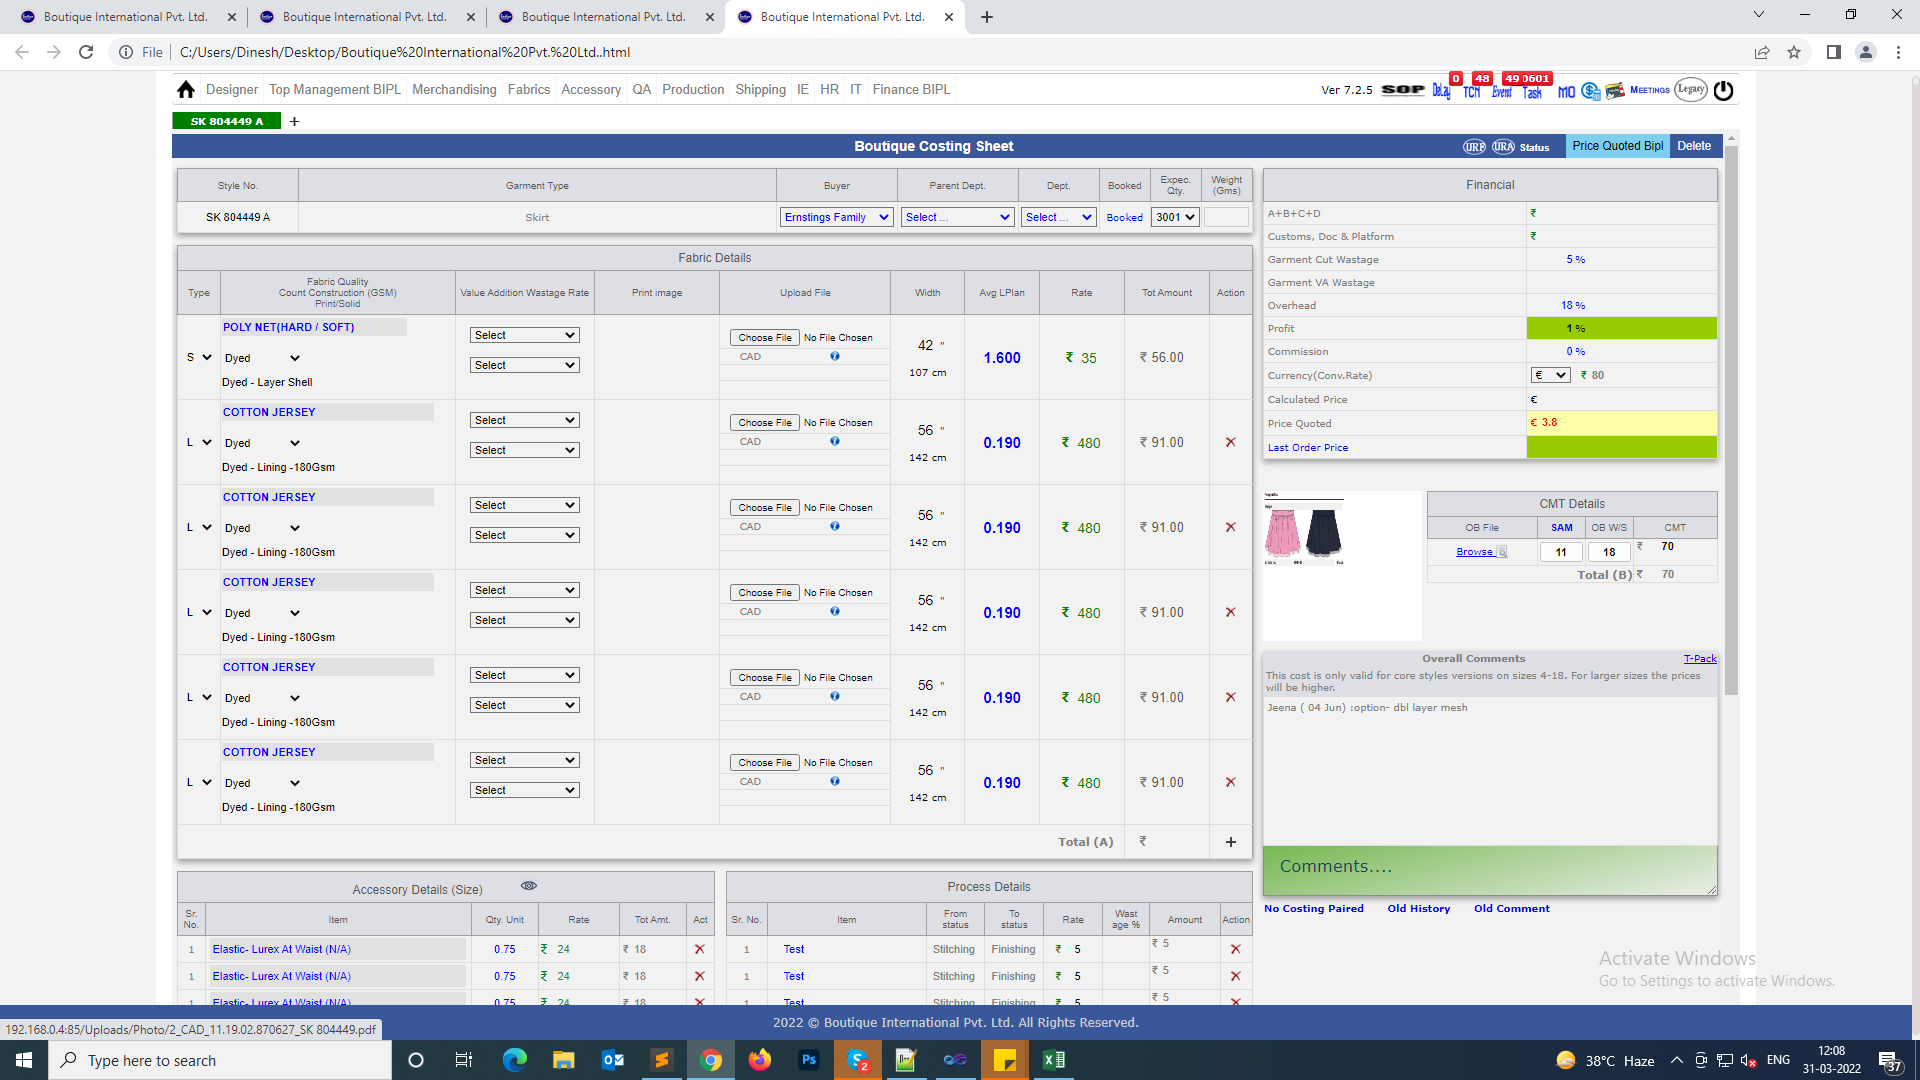 Boutique International Pvt. Ltd.
Boutique International Pvt. Ltd.
Boutique International Pvt. Ltd.
Boutique International Pvt. Ltd.
File C:/Users/Dinesh/Desktop/Boutique%20International%20Pvt.%20Ltd..html
Designer Top Management BIPL Merchandising Fabrics Accessory QA Production Shipping IE HR IT Finance BIPL
Ver 7.2.5 SOP Delay 0 TCN 48 Event 49 Task 0601 MO MEETINGS Legacy
SK 804449 A +
Boutique Costing Sheet
URP URA Status Price Quoted Bipl Delete
Style No. Garment Type Buyer Parent Dept. Dept. Booked Expec. Qty. Weight (Gms)
SK 804449 A Skirt Ernstings Family Select ... Select ... Booked 3001
Fabric Details
Type Fabric Quality Count Construction (GSM) Print/Solid Value Addition Wastage Rate Print image Upload File Width Avg LPlan Rate Tot Amount Action
POLY NET(HARD / SOFT)
S Dyed Select Select Choose File No File Chosen CAD 42 " 107 cm 1.600 ₹ 35 ₹ 56.00
Dyed - Layer Shell
COTTON JERSEY
L Dyed Select Select Choose File No File Chosen CAD 56 " 142 cm 0.190 ₹ 480 ₹ 91.00
Dyed - Lining -180Gsm
COTTON JERSEY
L Dyed Select Select Choose File No File Chosen CAD 56 " 142 cm 0.190 ₹ 480 ₹ 91.00
Dyed - Lining -180Gsm
COTTON JERSEY
L Dyed Select Select Choose File No File Chosen CAD 56 " 142 cm 0.190 ₹ 480 ₹ 91.00
Dyed - Lining -180Gsm
COTTON JERSEY
L Dyed Select Select Choose File No File Chosen CAD 56 " 142 cm 0.190 ₹ 480 ₹ 91.00
Dyed - Lining -180Gsm
COTTON JERSEY
L Dyed Select Select Choose File No File Chosen CAD 56 " 142 cm 0.190 ₹ 480 ₹ 91.00
Dyed - Lining -180Gsm
Total (A) ₹ +
Financial
A+B+C+D ₹
Customs, Doc & Platform ₹
Garment Cut Wastage 5 %
Garment VA Wastage
Overhead 18 %
Profit 1 %
Commission 0 %
Currency(Conv.Rate) € ₹ 80
Calculated Price €
Price Quoted € 3.8
Last Order Price
CMT Details
OB File SAM OB W/S CMT
Browse 11 18 ₹ 70
Total (B) ₹ 70
Overall Comments T-Pack
This cost is only valid for core styles versions on sizes 4-18. For larger sizes the prices
will be higher.
Jeena ( 04 Jun) :option- dbl layer mesh
Comments....
No Costing Paired Old History Old Comment
Accessory Details (Size)
Sr. No. Item Qty. Unit Rate Tot Amt. Act
1 Elastic- Lurex At Waist (N/A) 0.75 ₹ 24 ₹ 18
1 Elastic- Lurex At Waist (N/A) 0.75 ₹ 24 ₹ 18
1 Elastic- Lurex At Waist (N/A) 0.75 ₹ 24 ₹ 18
Process Details
Sr. No. Item From status To status Rate Wast age % Amount Action
1 Test Stitching Finishing ₹ 5 ₹ 5
1 Test Stitching Finishing ₹ 5 ₹ 5
1 Test Stitching Finishing ₹ 5 ₹ 5
Activate Windows
Go to Settings to activate Windows.
2022 © Boutique International Pvt. Ltd. All Rights Reserved.
192.168.0.4:85/Uploads/Photo/2_CAD_11.19.02.870627_SK 804449.pdf
Type here to search
Ps
2
38°C Haze
ENG
12:08
31-03-2022
37